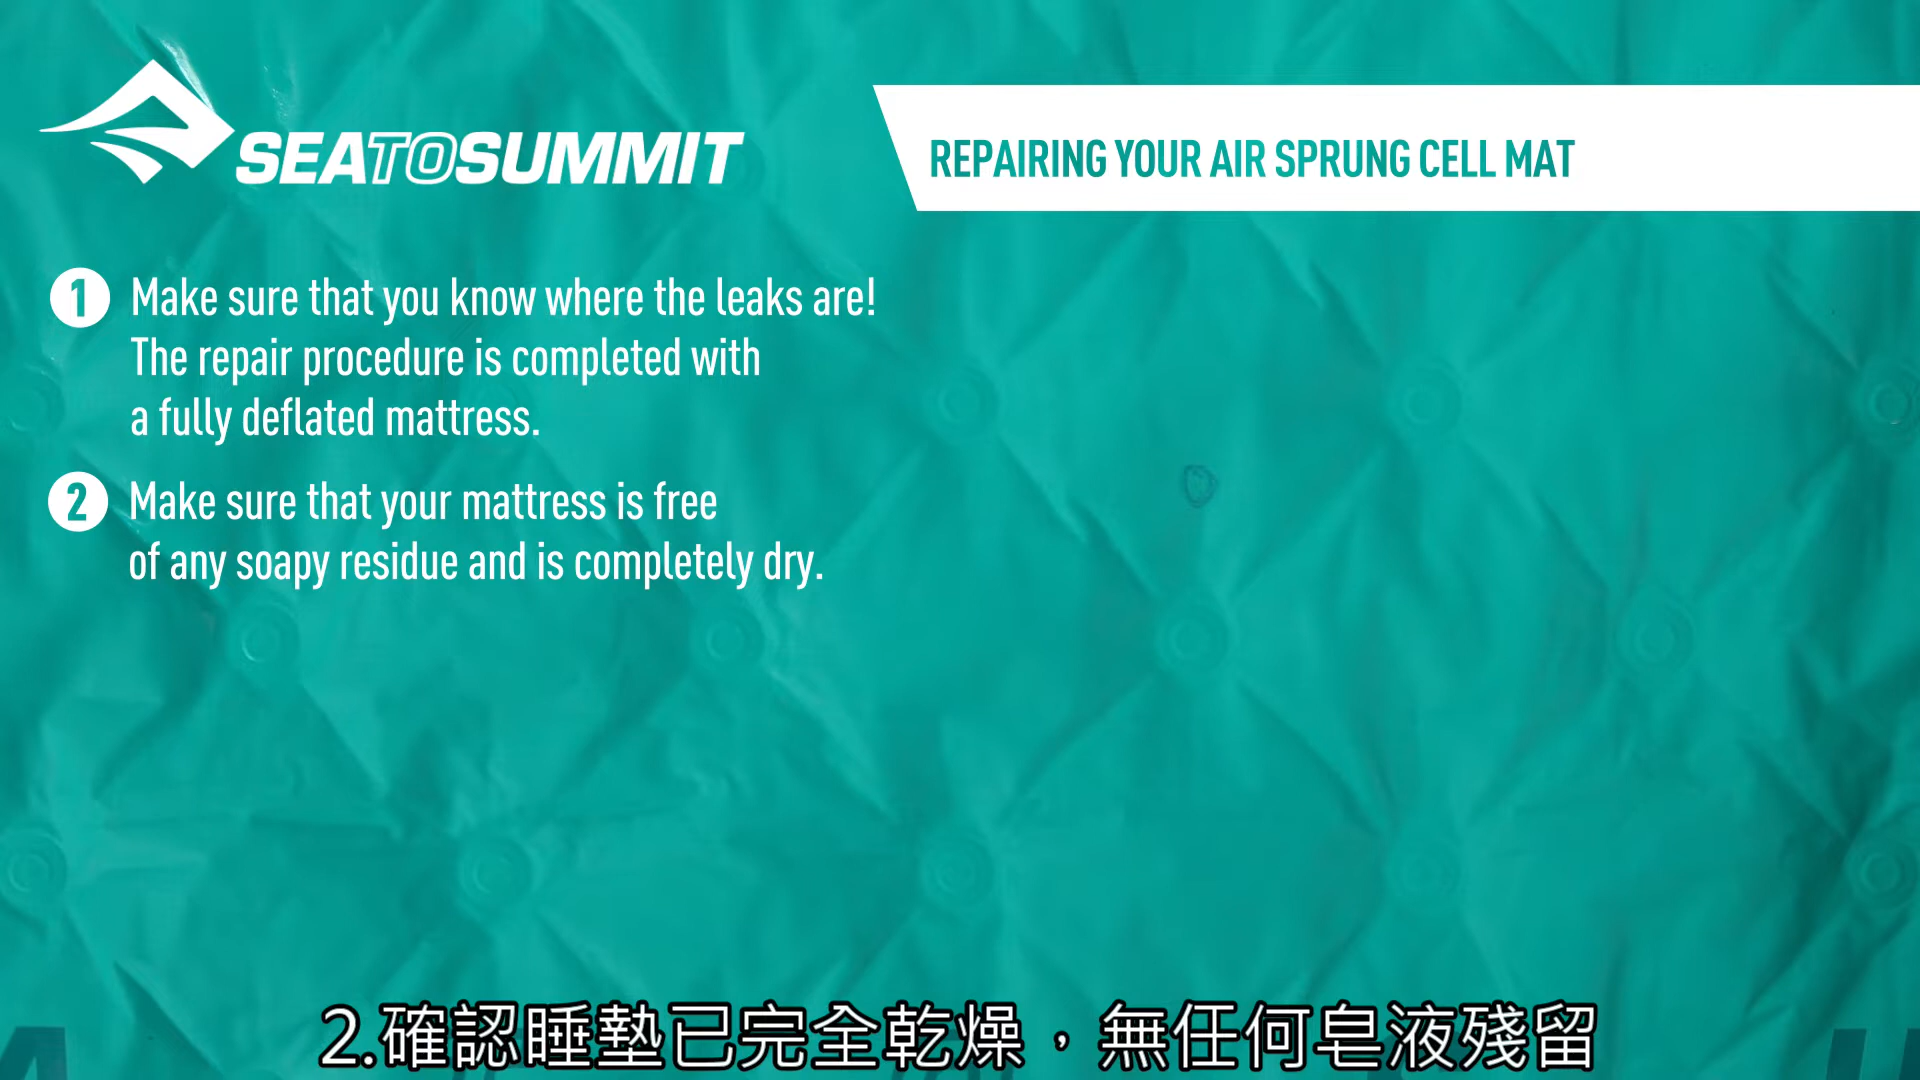 SEATOSUMMIT
REPAIRING YOUR AIR SPRUNG CELL MAT
1 Make sure that you know where the leaks are!
The repair procedure is completed with
a fully deflated mattress.
2 Make sure that your mattress is free
of any soapy residue and is completely dry.
2.確認睡墊已完全乾燥，無任何皂液殘留